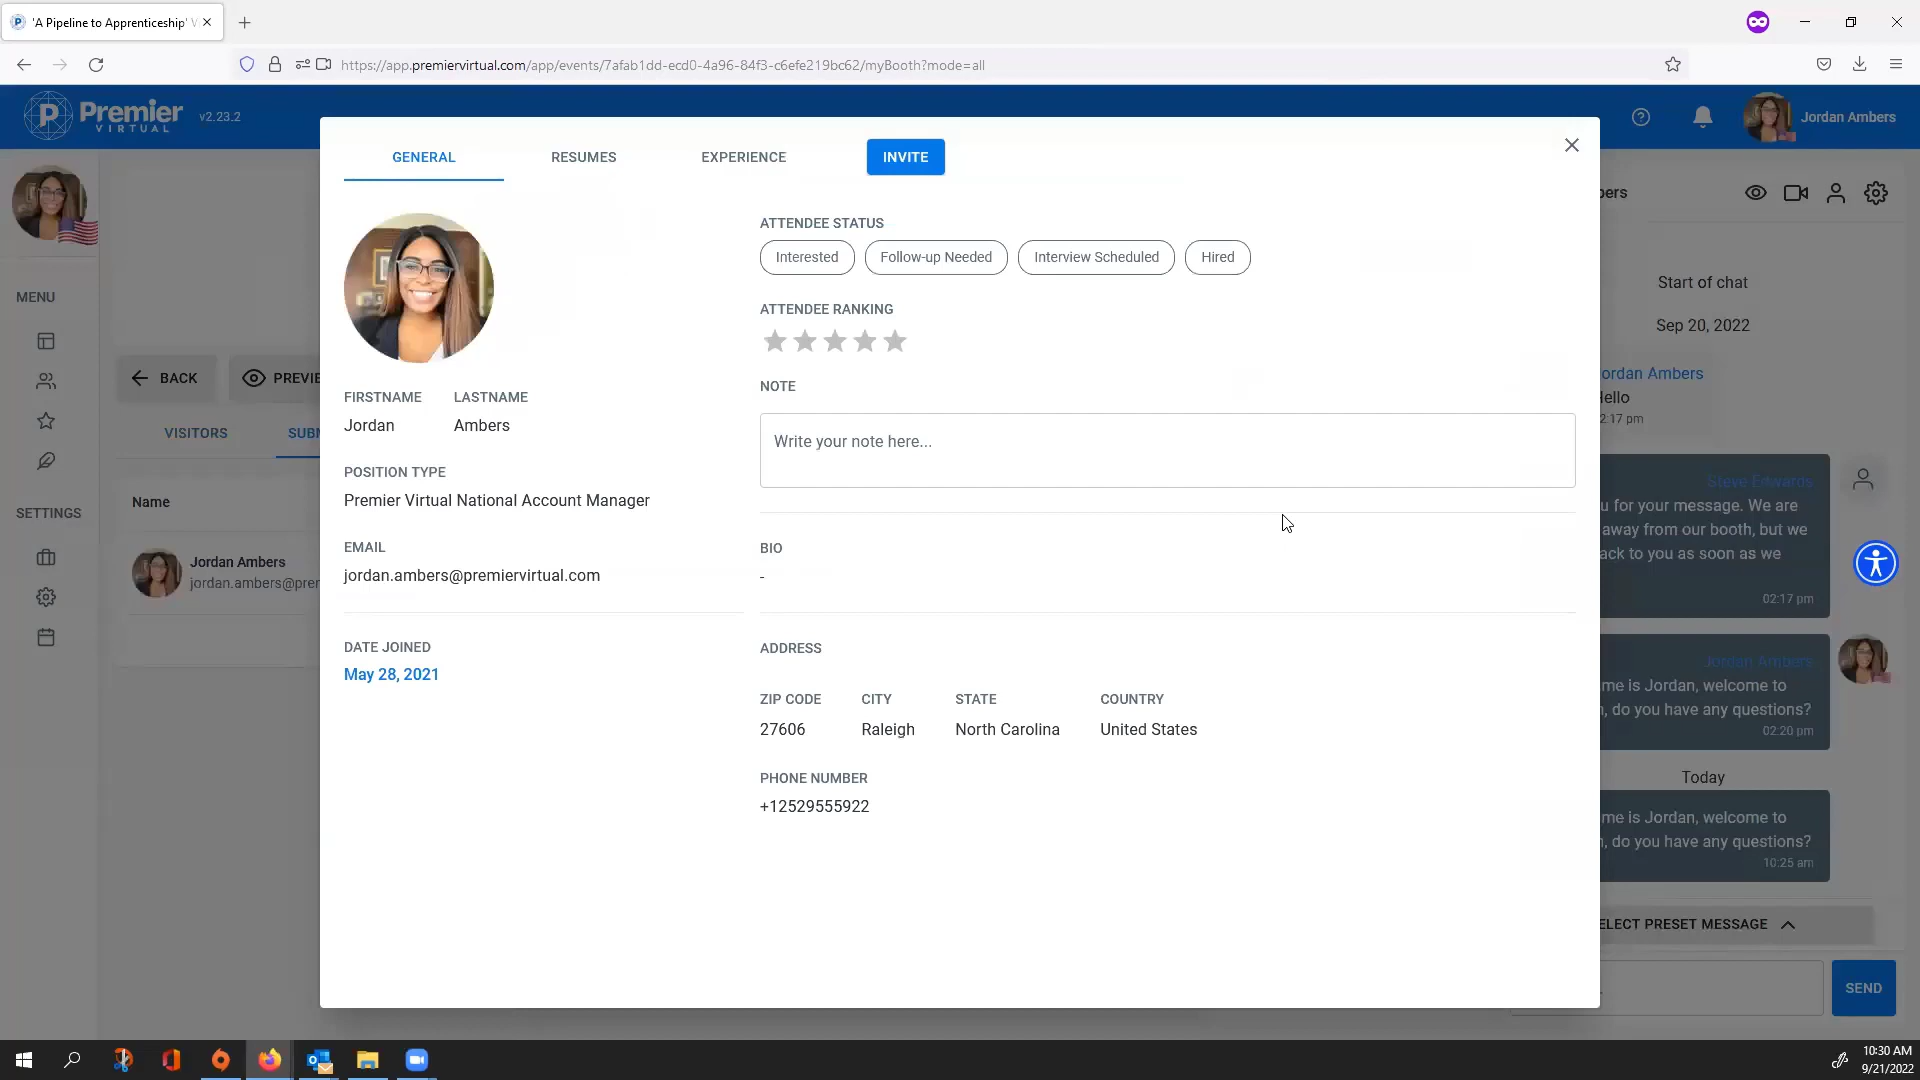 'A Pipeline to Apprenticeship' V
https://app.premiervirtual.com/app/events/7afab1dd-ecd0-4a96-84f3-c6efe219bc62/myBooth?mode=all
P Premier VIRTUAL v2.23.2
Jordan Ambers
GENERAL RESUMES EXPERIENCE INVITE
MENU
SETTINGS
BACK PREVIE
VISITORS SUBM
Name
Jordan Ambers
jordan.ambers@prer
FIRSTNAME LASTNAME
Jordan Ambers
POSITION TYPE
Premier Virtual National Account Manager
EMAIL
jordan.ambers@premiervirtual.com
DATE JOINED
May 28, 2021
ATTENDEE STATUS
Interested Follow-up Needed Interview Scheduled Hired
ATTENDEE RANKING
NOTE
Write your note here...
BIO
-
ADDRESS
ZIP CODE CITY STATE COUNTRY
27606 Raleigh North Carolina United States
PHONE NUMBER
+12529555922
bers
Start of chat
Sep 20, 2022
ordan Ambers
ello
2:17 pm
Steve Edwards
u for your message. We are
away from our booth, but we
ack to you as soon as we
02:17 pm
Jordan Ambers
me is Jordan, welcome to
n, do you have any questions?
02:20 pm
Today
me is Jordan, welcome to
n, do you have any questions?
10:25 am
ELECT PRESET MESSAGE
SEND
10:30 AM
9/21/2022